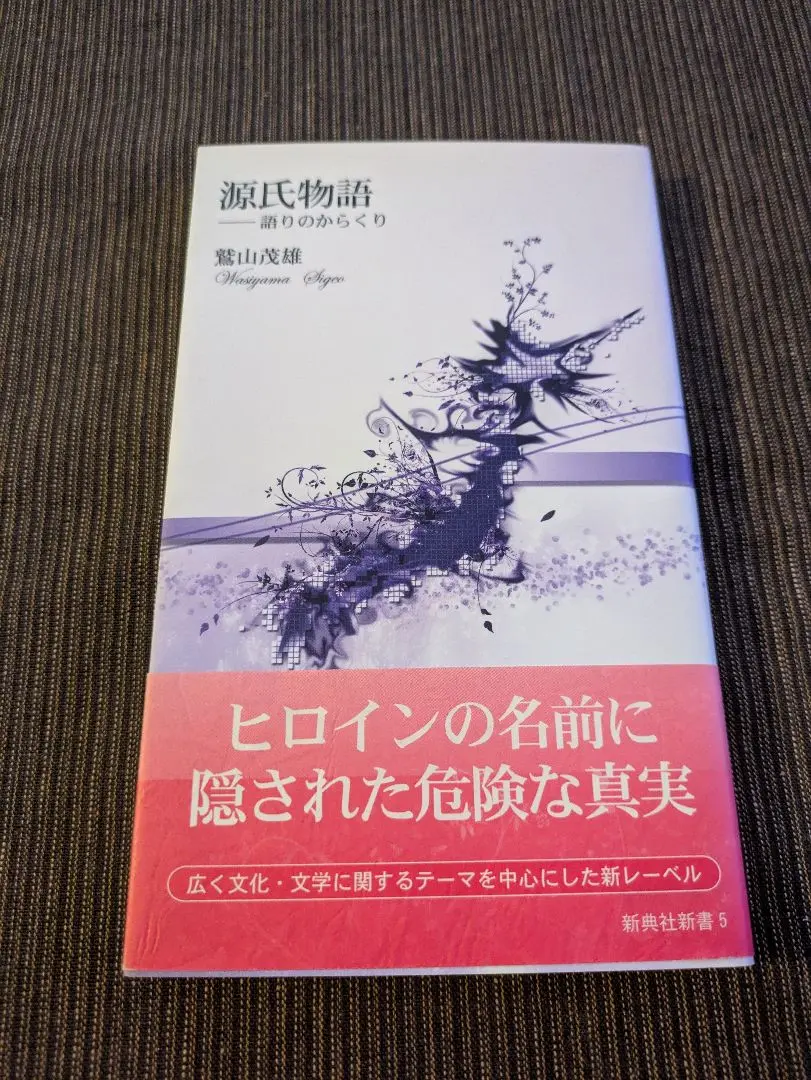 源氏物語
――語りのからくり
鷲山茂雄
Wasiyama Sigeo
ヒロインの名前に
隠された危険な真実
広く文化・文学に関するテーマを中心にした新レーベル
新典社新書 5